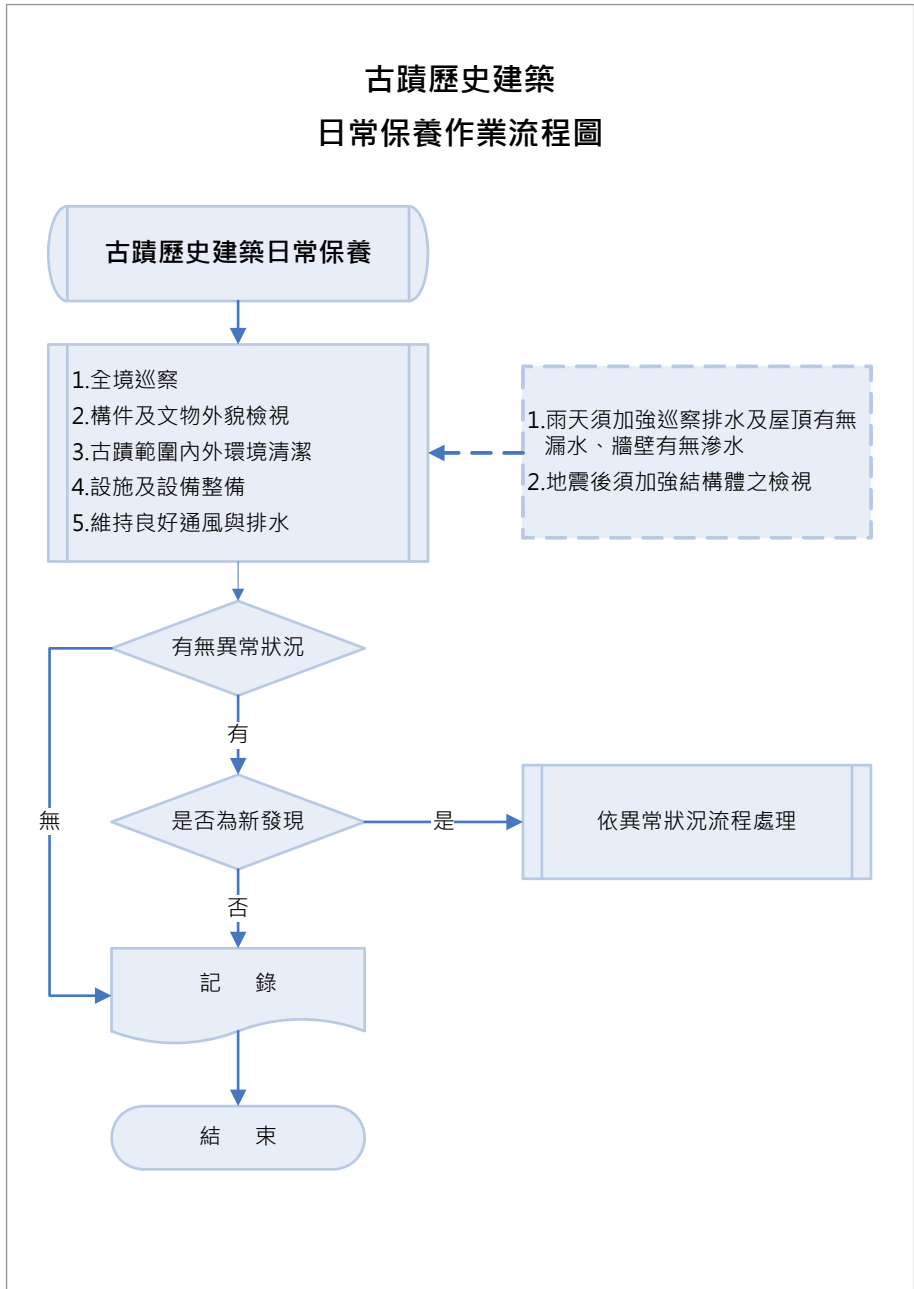 古蹟歷史建築
日常保養作業流程圖
古蹟歷史建築日常保養
1.全境巡察
2.構件及文物外貌檢視
3.古蹟範圍內外環境清潔
4.設施及設備整備
5.維持良好通風與排水
1.雨天須加強巡察排水及屋頂有無
漏水、牆壁有無滲水
2.地震後須加強結構體之檢視
有無異常狀況
有
無
是否為新發現
是
依異常狀況流程處理
否
記 錄
結 束